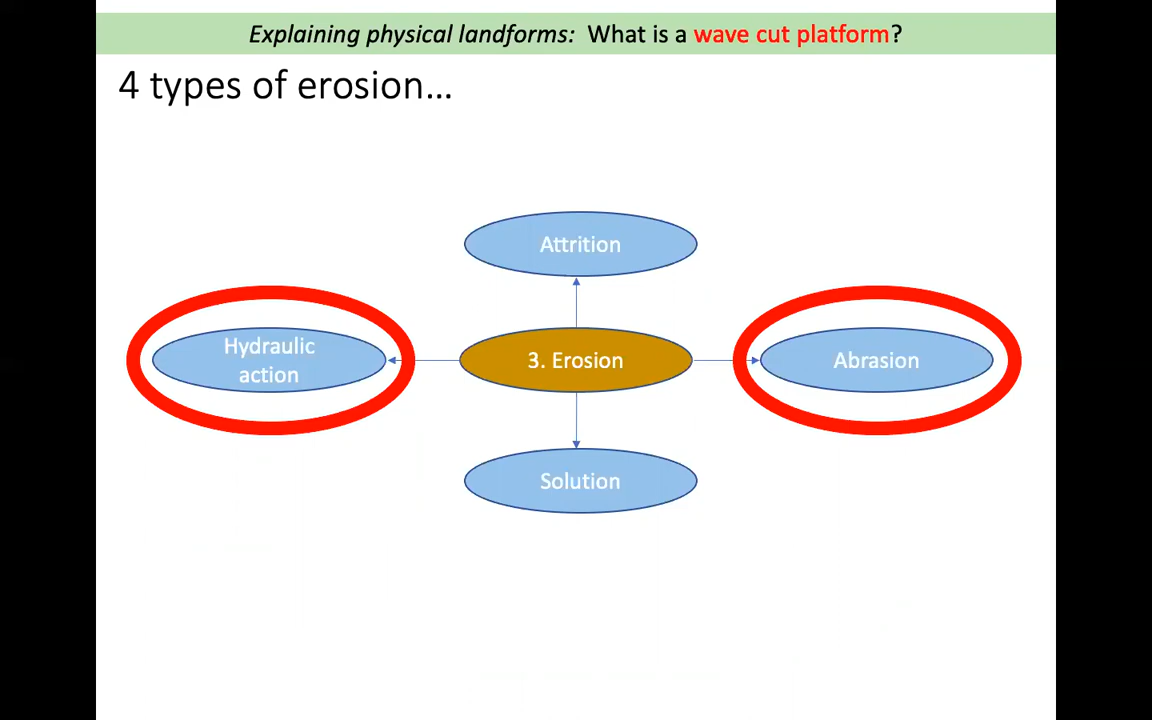 Explaining physical landforms: What is a wave cut platform?
4 types of erosion...
Attrition
Hydraulic
action
3. Erosion
Abrasion
Solution